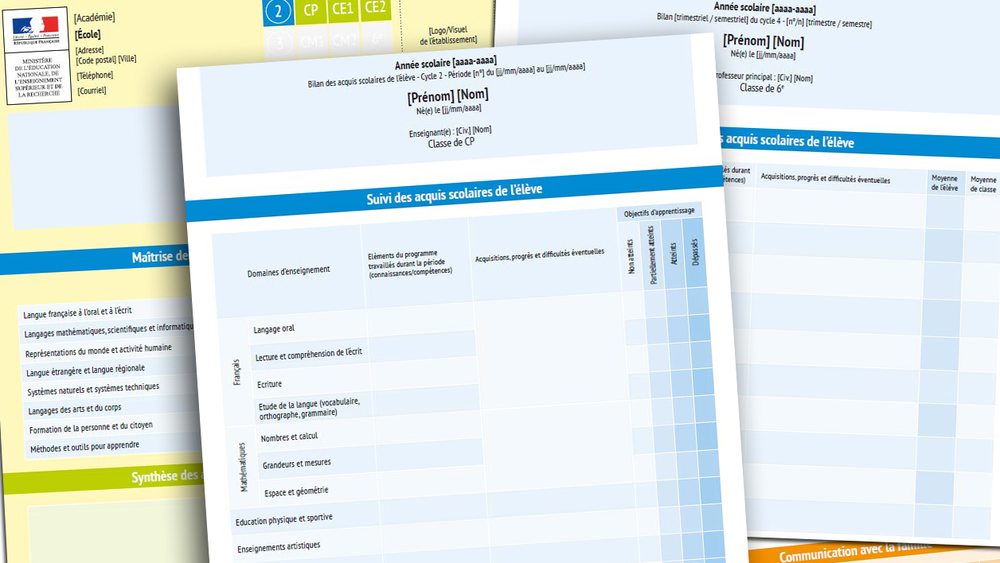 [Académie]
[École]
[Adresse]
[Code postal] [Ville]
[Téléphone]
[Courriel]
Liberté • Égalité • Fraternité
RÉPUBLIQUE FRANÇAISE
MINISTÈRE
DE L'ÉDUCATION
NATIONALE, DE
L'ENSEIGNEMENT
SUPÉRIEUR ET DE
LA RECHERCHE
2 CP CE1 CE2
3 CM1 CM2 6e
[Logo/Visuel
de l'établissement]
Maîtrise de
Langue française à l'oral et à l'écrit
Langages mathématiques, scientifiques et informatiqu
Représentations du monde et activité humaine
Langue étrangère et langue régionale
Systèmes naturels et systèmes techniques
Langages des arts et du corps
Formation de la personne et du citoyen
Méthodes et outils pour apprendre
Synthèse des a
Année scolaire [aaaa-aaaa]
Bilan des acquis scolaires de l'élève - Cycle 2 - Période [n°] du [jj/mm/aaaa] au [jj/mm/aaaa]
[Prénom] [Nom]
Né(e) le [jj/mm/aaaa]
Enseignant(e) : [Civ.] [Nom]
Classe de CP
Suivi des acquis scolaires de l'élève
Domaines d'enseignement
Eléments du programme
travaillés durant la période
(connaissances/compétences)
Acquisitions, progrès et difficultés éventuelles
Objectifs d'apprentissage
Non atteints
Partiellement atteints
Atteints
Dépassés
Français
Langage oral
Lecture et compréhension de l'écrit
Ecriture
Etude de la langue (vocabulaire,
orthographe, grammaire)
Mathématiques
Nombres et calcul
Grandeurs et mesures
Espace et géométrie
Education physique et sportive
Enseignements artistiques
Année scolaire [aaaa-aaaa]
Bilan [trimestriel / semestriel] du cycle 4 - [n°/n] [trimestre / semestre]
[Prénom] [Nom]
Né(e) le [jj/mm/aaaa]
rofesseur principal : [Civ.] [Nom]
Classe de 6e
s acquis scolaires de l'élève
lés durant
étences)
Acquisitions, progrès et difficultés éventuelles
Moyenne
de l'élève
Moyenne
de classe
Communication avec la famille